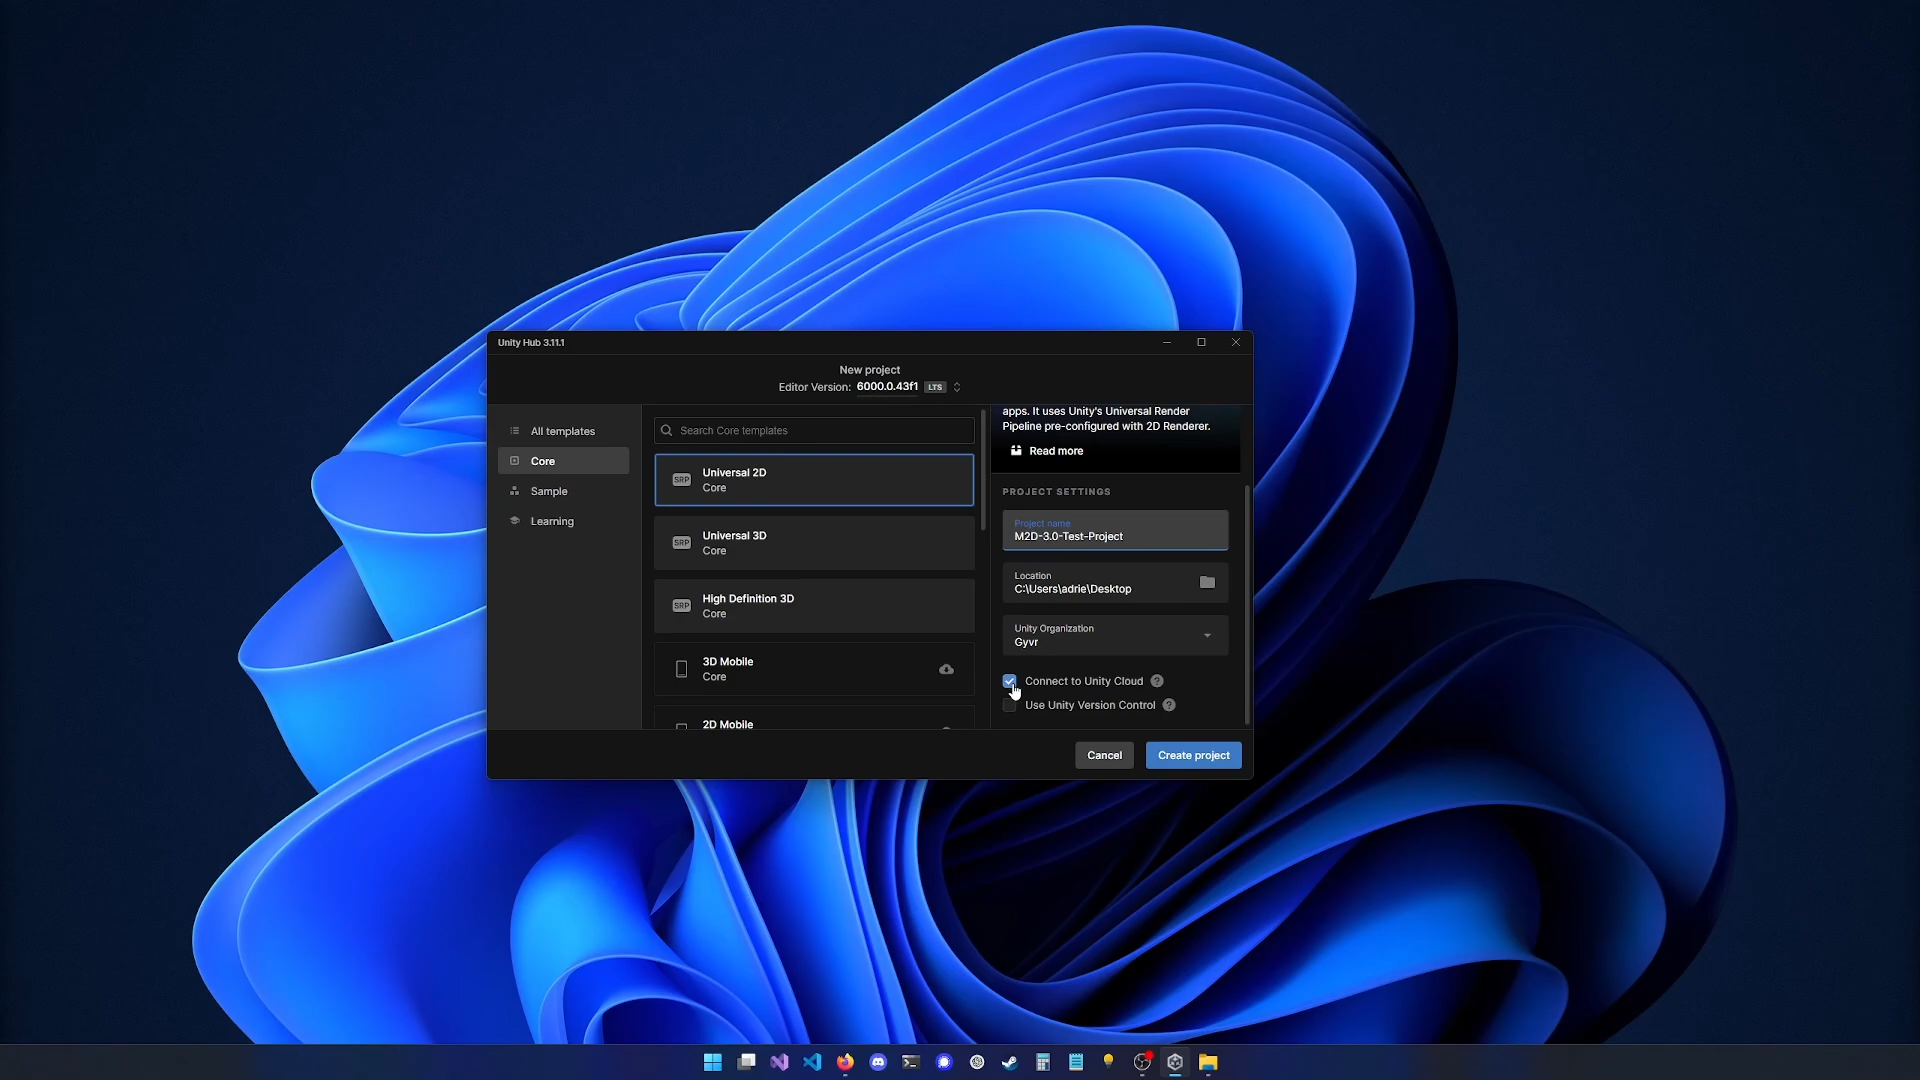 Unity Hub 3.11.1
New project
Editor Version: 6000.0.43f1 LTS
All templates
Core
Sample
Learning
Search Core templates
SRP
Universal 2D
Core
SRP
Universal 3D
Core
SRP
High Definition 3D
Core
3D Mobile
Core
2D Mobile
apps. It uses Unity's Universal Render
Pipeline pre-configured with 2D Renderer.
Read more
PROJECT SETTINGS
Project name
M2D-3.0-Test-Project
Location
C:\Users\adrie\Desktop
Unity Organization
Gyvr
Connect to Unity Cloud ?
Use Unity Version Control ?
Cancel
Create project